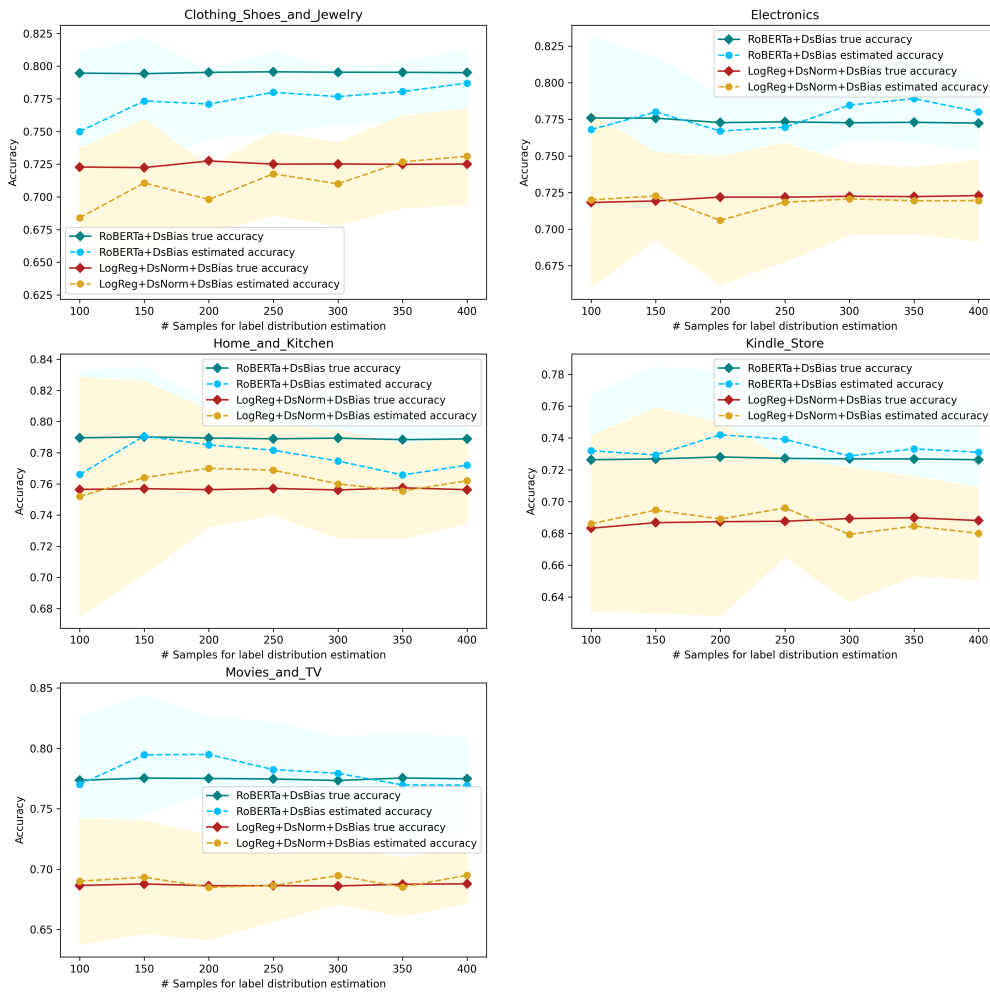 Clothing_Shoes_and_Jewelry
0.825
0.800
0.775
0.750
0.725
0.700
0.675
0.650
0.625
Accuracy
RoBERTa+DsBias true accuracy
RoBERTa+DsBias estimated accuracy
LogReg+DsNorm+DsBias true accuracy
LogReg+DsNorm+DsBias estimated accuracy
100 150 200 250 300 350 400
# Samples for label distribution estimation
Electronics
0.825
0.800
0.775
0.750
0.725
0.700
0.675
Accuracy
RoBERTa+DsBias true accuracy
RoBERTa+DsBias estimated accuracy
LogReg+DsNorm+DsBias true accuracy
LogReg+DsNorm+DsBias estimated accuracy
100 150 200 250 300 350 400
# Samples for label distribution estimation
Home_and_Kitchen
0.84
0.82
0.80
0.78
0.76
0.74
0.72
0.70
0.68
Accuracy
RoBERTa+DsBias true accuracy
RoBERTa+DsBias estimated accuracy
LogReg+DsNorm+DsBias true accuracy
LogReg+DsNorm+DsBias estimated accuracy
100 150 200 250 300 350 400
# Samples for label distribution estimation
Kindle_Store
0.78
0.76
0.74
0.72
0.70
0.68
0.66
0.64
Accuracy
RoBERTa+DsBias true accuracy
RoBERTa+DsBias estimated accuracy
LogReg+DsNorm+DsBias true accuracy
LogReg+DsNorm+DsBias estimated accuracy
100 150 200 250 300 350 400
# Samples for label distribution estimation
Movies_and_TV
0.85
0.80
0.75
0.70
0.65
Accuracy
RoBERTa+DsBias true accuracy
RoBERTa+DsBias estimated accuracy
LogReg+DsNorm+DsBias true accuracy
LogReg+DsNorm+DsBias estimated accuracy
100 150 200 250 300 350 400
# Samples for label distribution estimation